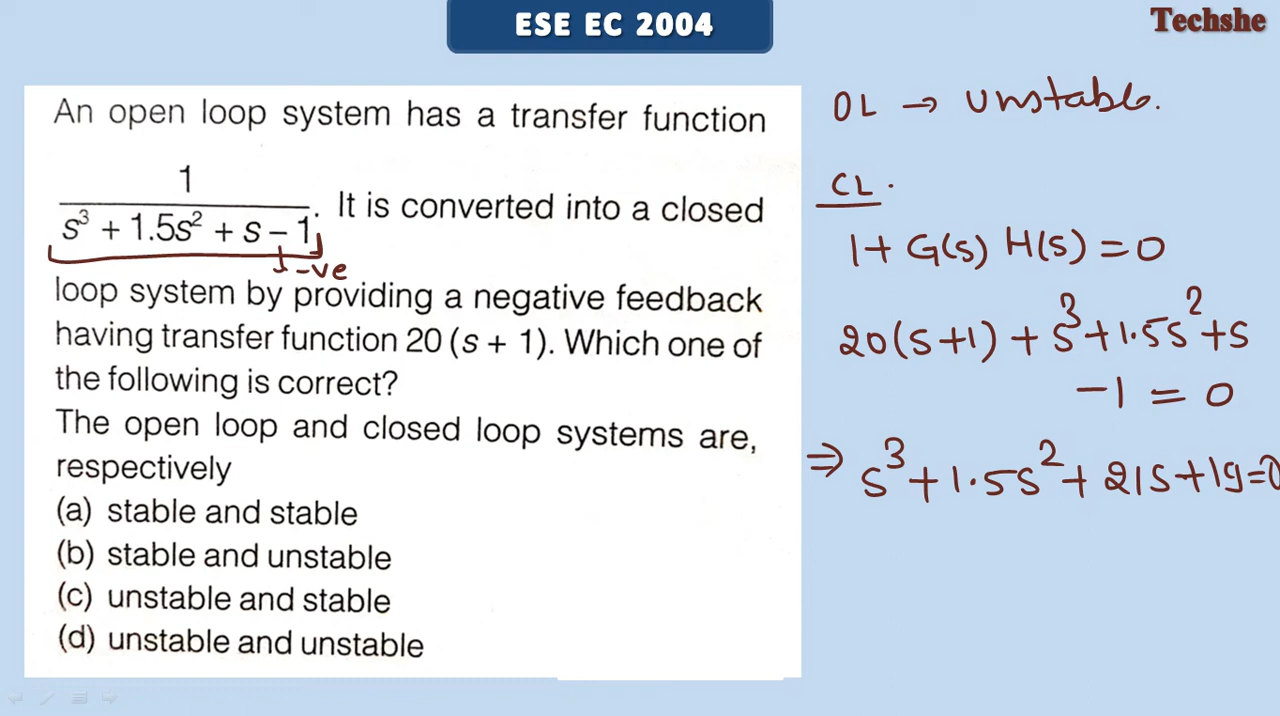 ESE EC 2004
Techshe
An open loop system has a transfer function
1
s³ + 1.5s² + s − 1
. It is converted into a closed
-ve
loop system by providing a negative feedback
having transfer function 20 (s + 1). Which one of
the following is correct?
The open loop and closed loop systems are,
respectively
(a) stable and stable
(b) stable and unstable
(c) unstable and stable
(d) unstable and unstable
OL → unstable.
CL.
1 + G(s) H(s) = 0
20(s+1) + s³ + 1.5s² + s
-1 = 0
⇒ s³ + 1.5s² + 21s + 19 = 0